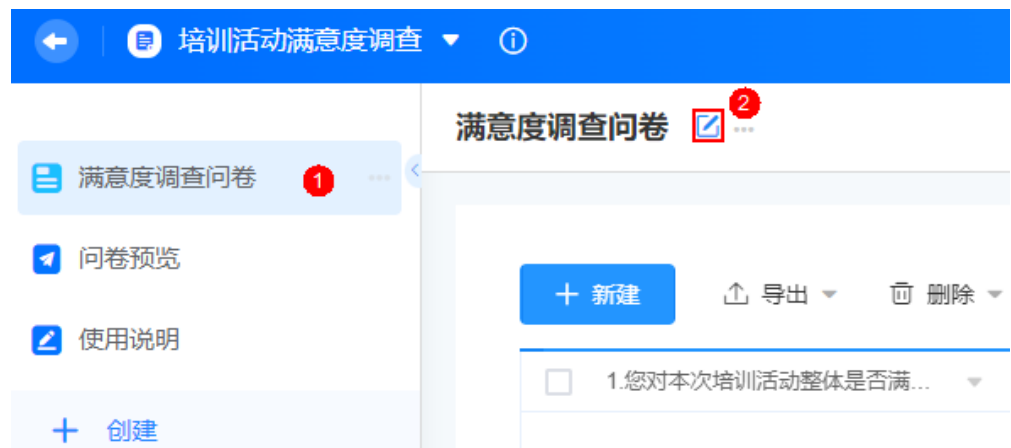 培训活动满意度调查
满意度调查问卷 2
满意度调查问卷 1
问卷预览
使用说明
创建
新建 导出 删除
1.您对本次培训活动整体是否满...